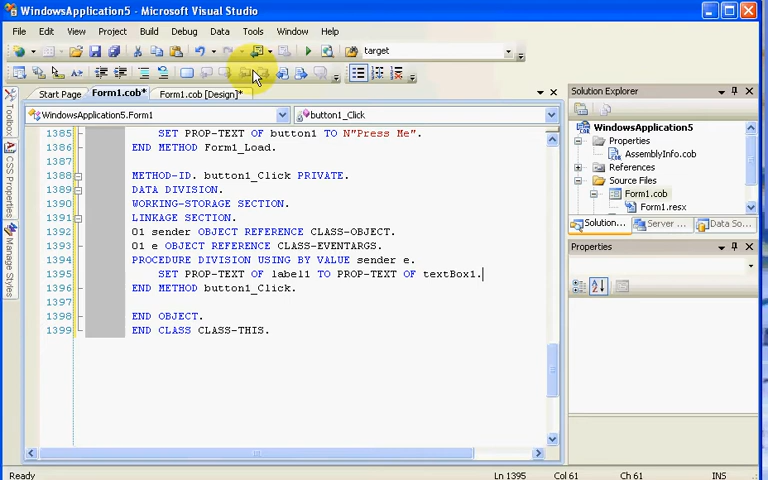 WindowsApplication5 - Microsoft Visual Studio
File Edit View Project Build Debug Data Tools Window Help
target
Start Page Form1.cob* Form1.cob [Design]*
WindowsApplication5.Form1 button1_Click
1385 SET PROP-TEXT OF button1 TO N"Press Me".
1386 END METHOD Form1_Load.
1387
1388 METHOD-ID. button1_Click PRIVATE.
1389 DATA DIVISION.
1390 WORKING-STORAGE SECTION.
1391 LINKAGE SECTION.
1392 01 sender OBJECT REFERENCE CLASS-OBJECT.
1393 01 e OBJECT REFERENCE CLASS-EVENTARGS.
1394 PROCEDURE DIVISION USING BY VALUE sender e.
1395 SET PROP-TEXT OF label1 TO PROP-TEXT OF textBox1.
1396 END METHOD button1_Click.
1397
1398 END OBJECT.
1399 END CLASS CLASS-THIS.
Toolbox
CSS Properties
Manage Styles
Solution Explorer
WindowsApplication5
Properties
AssemblyInfo.cob
References
Source Files
Form1.cob
Form1.resx
Solution... Server ... Data So...
Properties
Ready Ln 1395 Col 61 Ch 61 INS